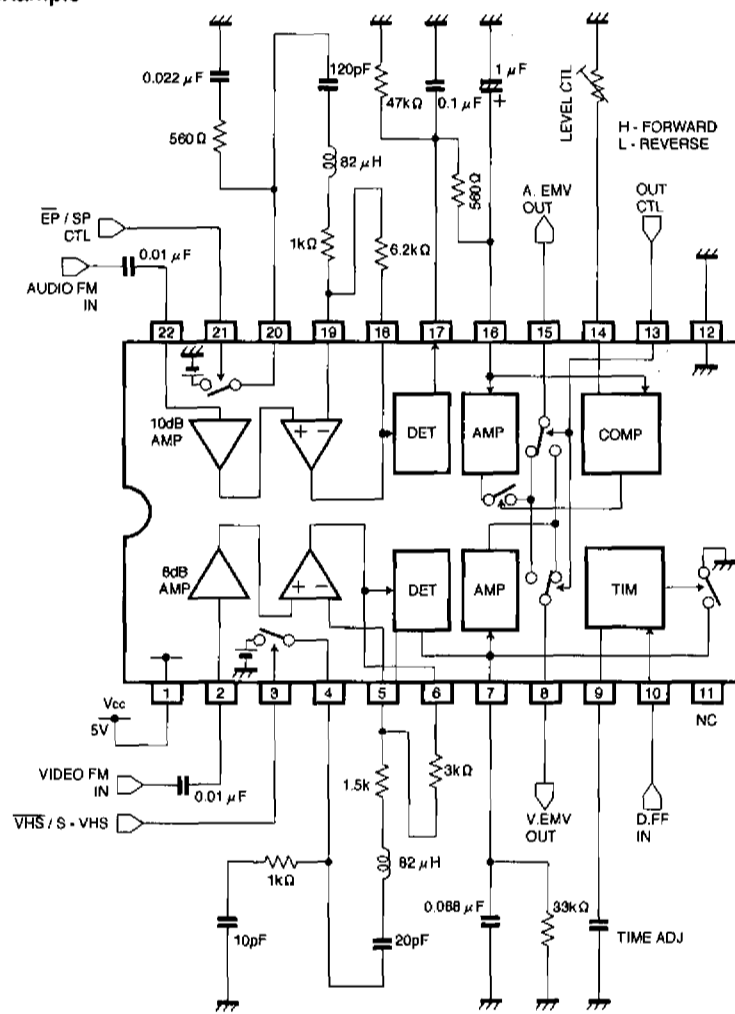 0.022 μF
560Ω
120pF
82 μH
1kΩ
6.2kΩ
47kΩ
0.1 μF
560Ω
1 μF
+
LEVEL CTL
H - FORWARD
L - REVERSE
A. EMV
OUT
OUT
CTL
EP / SP
CTL
0.01 μF
AUDIO FM
IN
22 21 20 19 18 17 16 15 14 13 12
10dB
AMP
+ −
DET
AMP
COMP
8dB
AMP
+ −
DET
AMP
TIM
1 2 3 4 5 6 7 8 9 10 11
NC
Vcc
5V
VIDEO FM
IN
0.01 μF
VHS / S - VHS
1.5k
3kΩ
V.EMV
OUT
D.FF
IN
1kΩ
82 μH
10pF
20pF
0.068 μF
33kΩ
TIME ADJ